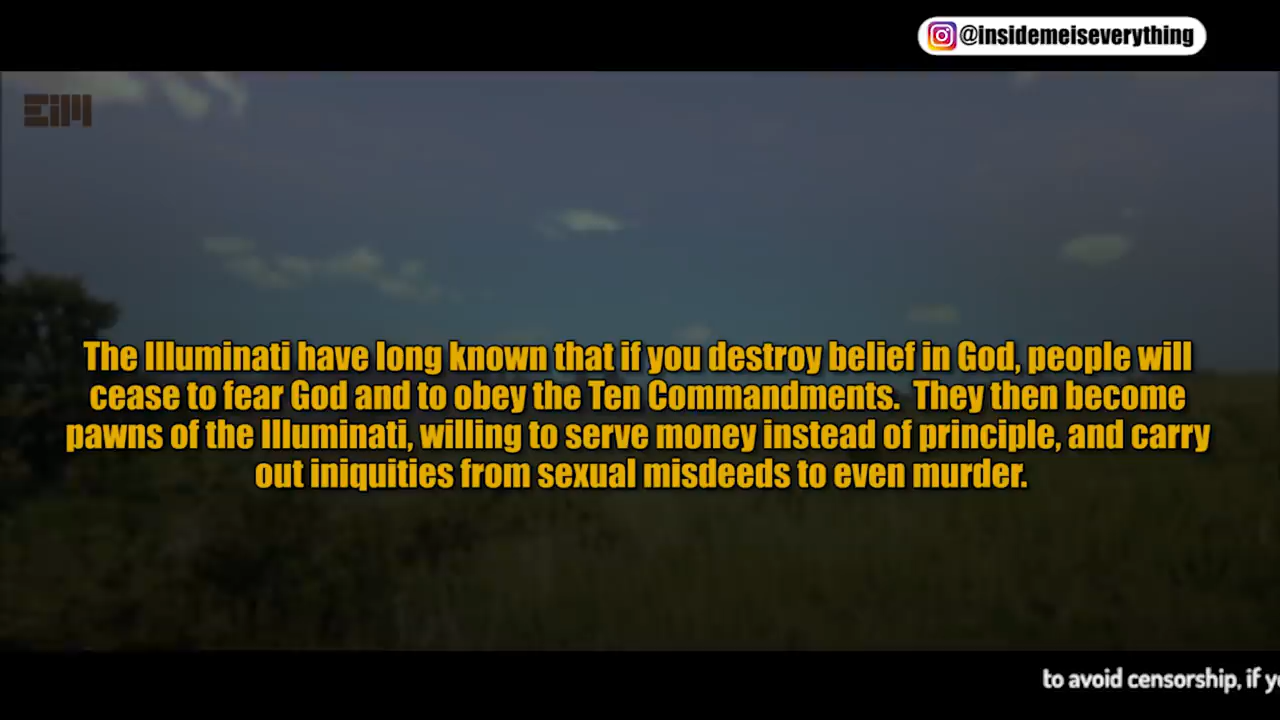 @insidemeiseverything
EiM
The Illuminati have long known that if you destroy belief in God, people will
cease to fear God and to obey the Ten Commandments.  They then become
pawns of the Illuminati, willing to serve money instead of principle, and carry
out iniquities from sexual misdeeds to even murder.
to avoid censorship, if